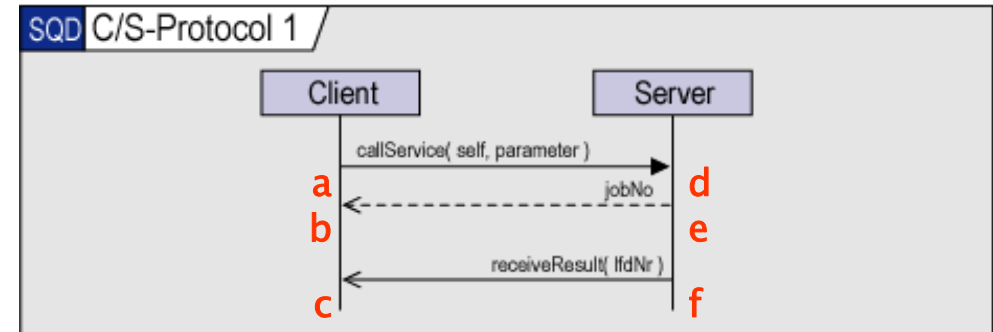 SQD C/S-Protocol 1
Client Server
callService( self, parameter )
a d
jobNo
b e
receiveResult( lfdNr )
c f